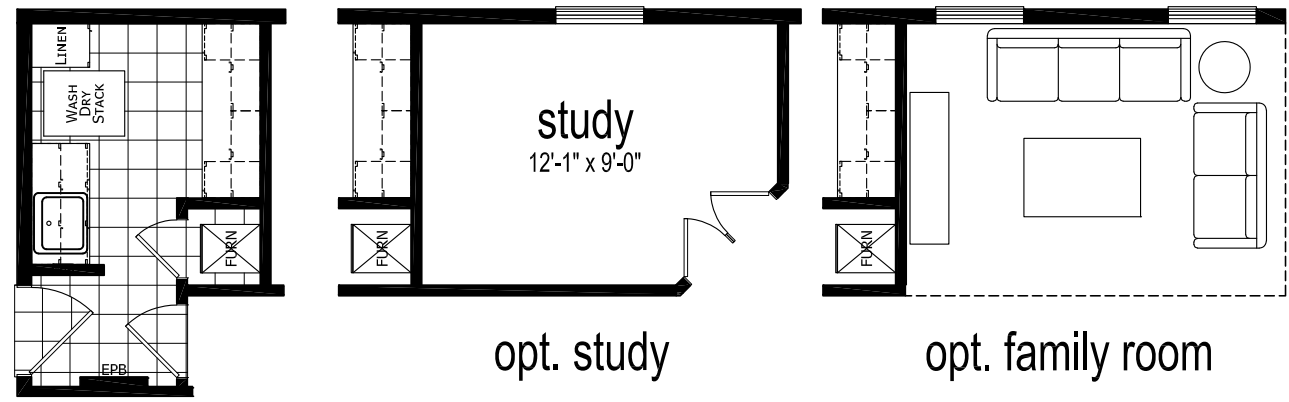 LINEN
WASH
DRY
STACK
FURN
EPB
study
12'-1" x 9'-0"
FURN
opt. study
FURN
opt. family room